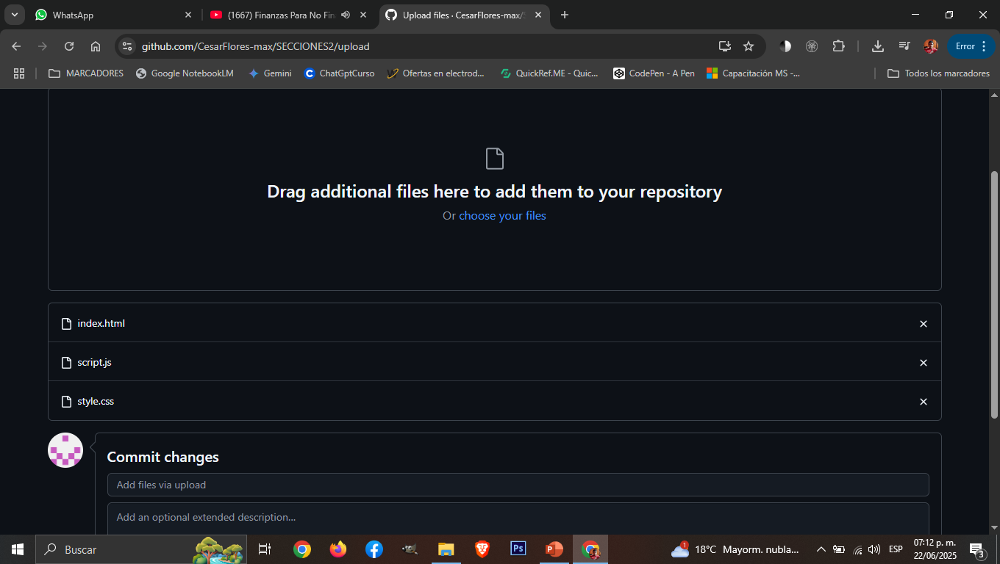 WhatsApp
(1667) Finanzas Para No Fin
Upload files · CesarFlores-max/S
github.com/CesarFlores-max/SECCIONES2/upload
Error
MARCADORES
Google NotebookLM
Gemini
ChatGptCurso
Ofertas en electrod...
QuickRef.ME - Quic...
CodePen - A Pen
Capacitación MS -...
Todos los marcadores
Drag additional files here to add them to your repository
Or choose your files
index.html
script.js
style.css
Commit changes
Add files via upload
Add an optional extended description...
Buscar
Ps
P
1
18°C Mayorm. nubla...
ESP
07:12 p. m.
22/06/2025
3